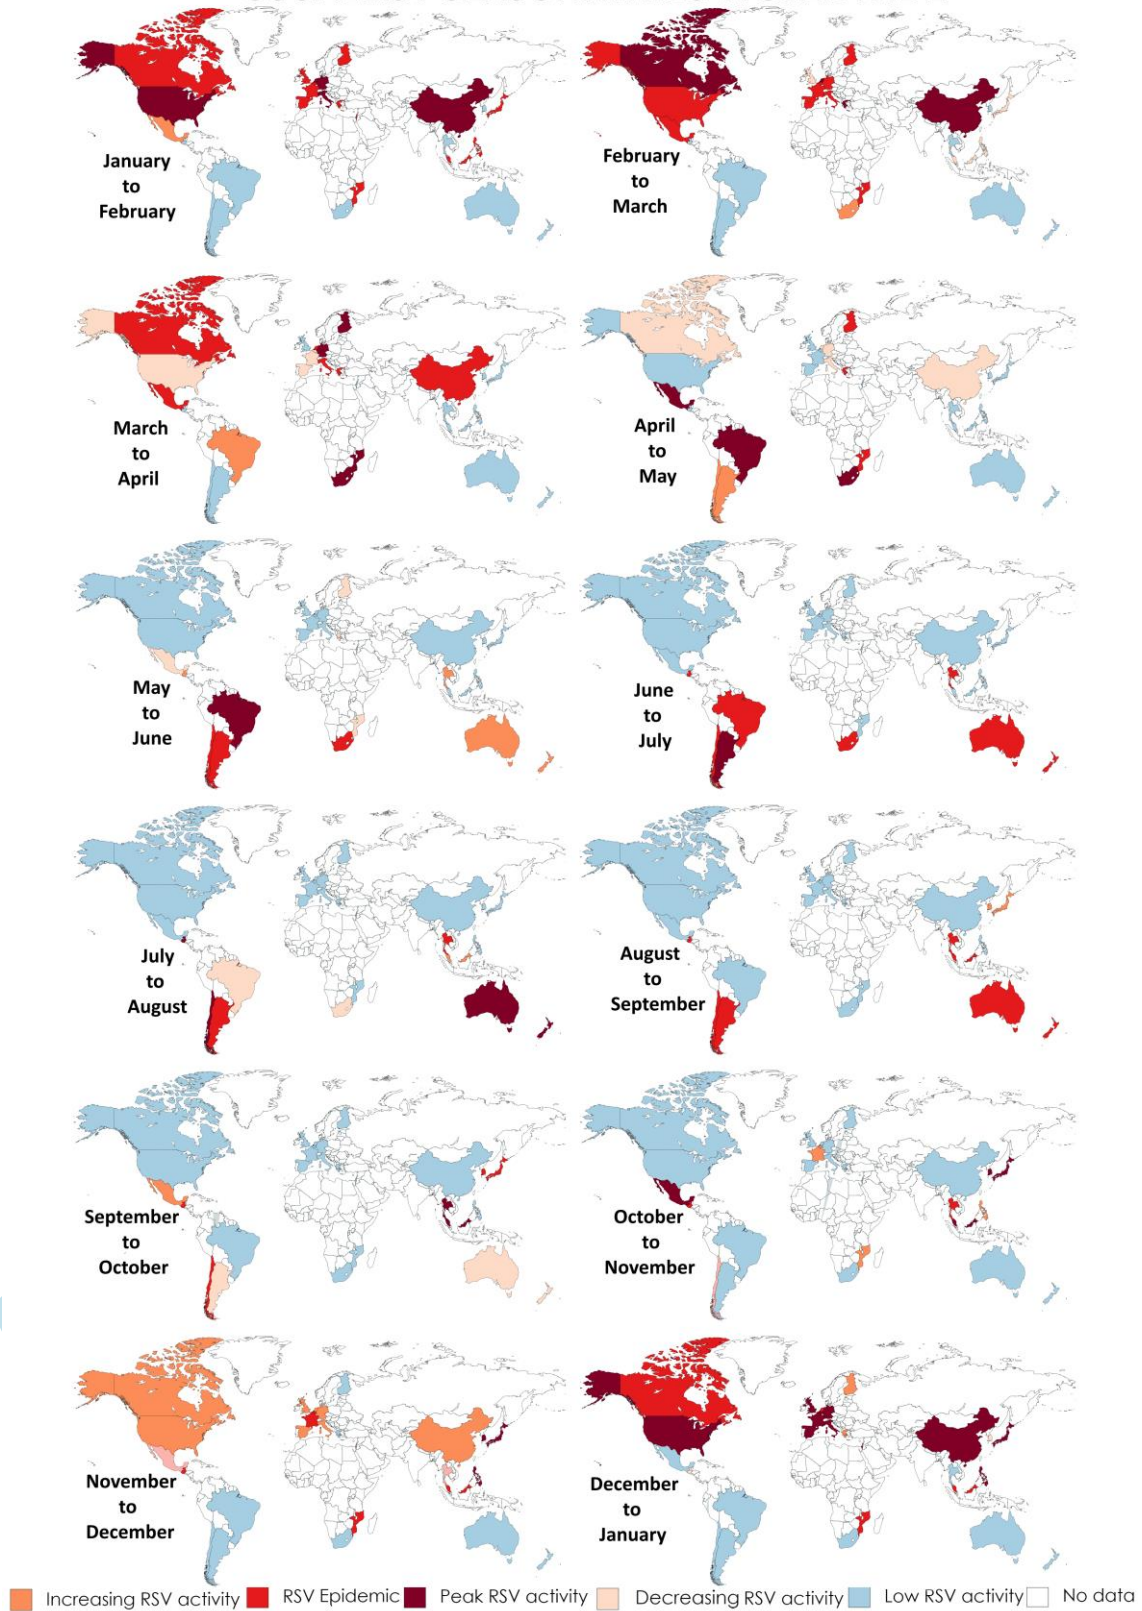 January
to
February
February
to
March
March
to
April
April
to
May
May
to
June
June
to
July
July
to
August
August
to
September
September
to
October
October
to
November
November
to
December
December
to
January
Increasing RSV activity RSV Epidemic Peak RSV activity Decreasing RSV activity Low RSV activity No data